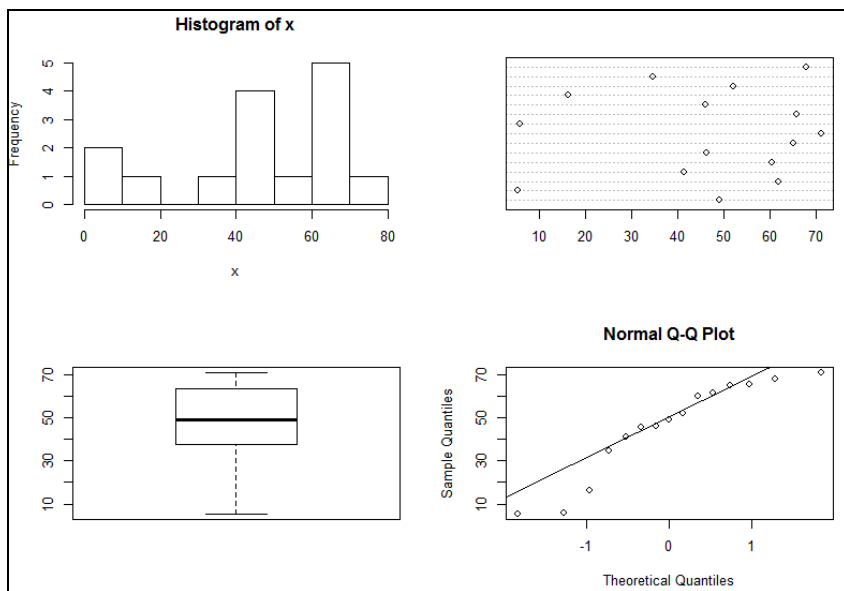 Histogram of x
Frequency
0 1 2 3 4 5
0 20 40 60 80
x
10 20 30 40 50 60 70
10 30 50 70
Normal Q-Q Plot
Sample Quantiles
10 30 50 70
-1 0 1
Theoretical Quantiles